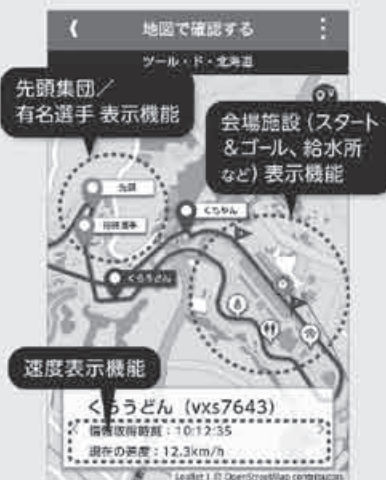 地図で確認する
ツール・ド・北海道
先頭集団／
有名選手 表示機能
会場施設（スタート
&ゴール、給水所
など）表示機能
先頭
くちゃん
くらうどん
速度表示機能
くらうどん（vxs7643）
情報取得時刻：10:12:35
現在の速度：12.3km/h
Leaflet | © OpenStreetMap contributors